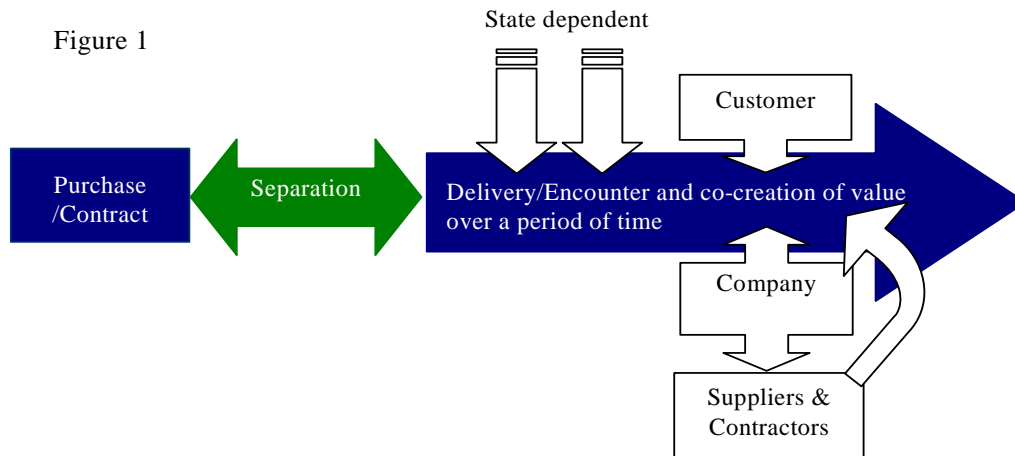 Figure 1
State dependent
Customer
Purchase
/Contract
Separation
Delivery/Encounter and co-creation of value
over a period of time
Company
Suppliers &
Contractors